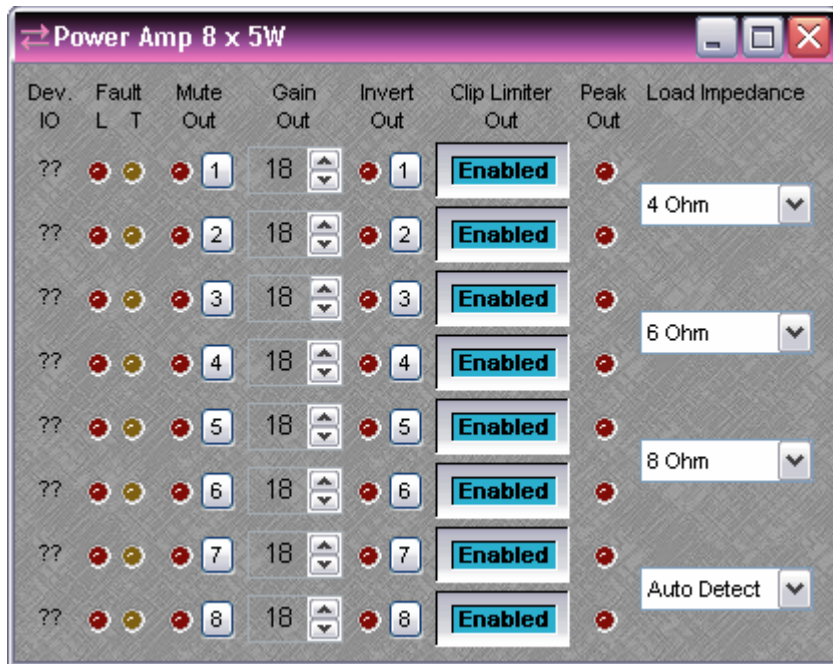 Power Amp 8 x 5W
Dev. Fault Mute Gain Invert Clip Limiter Peak Load Impedance
IO L T Out Out Out Out Out
?? 1 18 1 Enabled
4 Ohm
?? 2 18 2 Enabled
?? 3 18 3 Enabled
6 Ohm
?? 4 18 4 Enabled
?? 5 18 5 Enabled
8 Ohm
?? 6 18 6 Enabled
?? 7 18 7 Enabled
Auto Detect
?? 8 18 8 Enabled